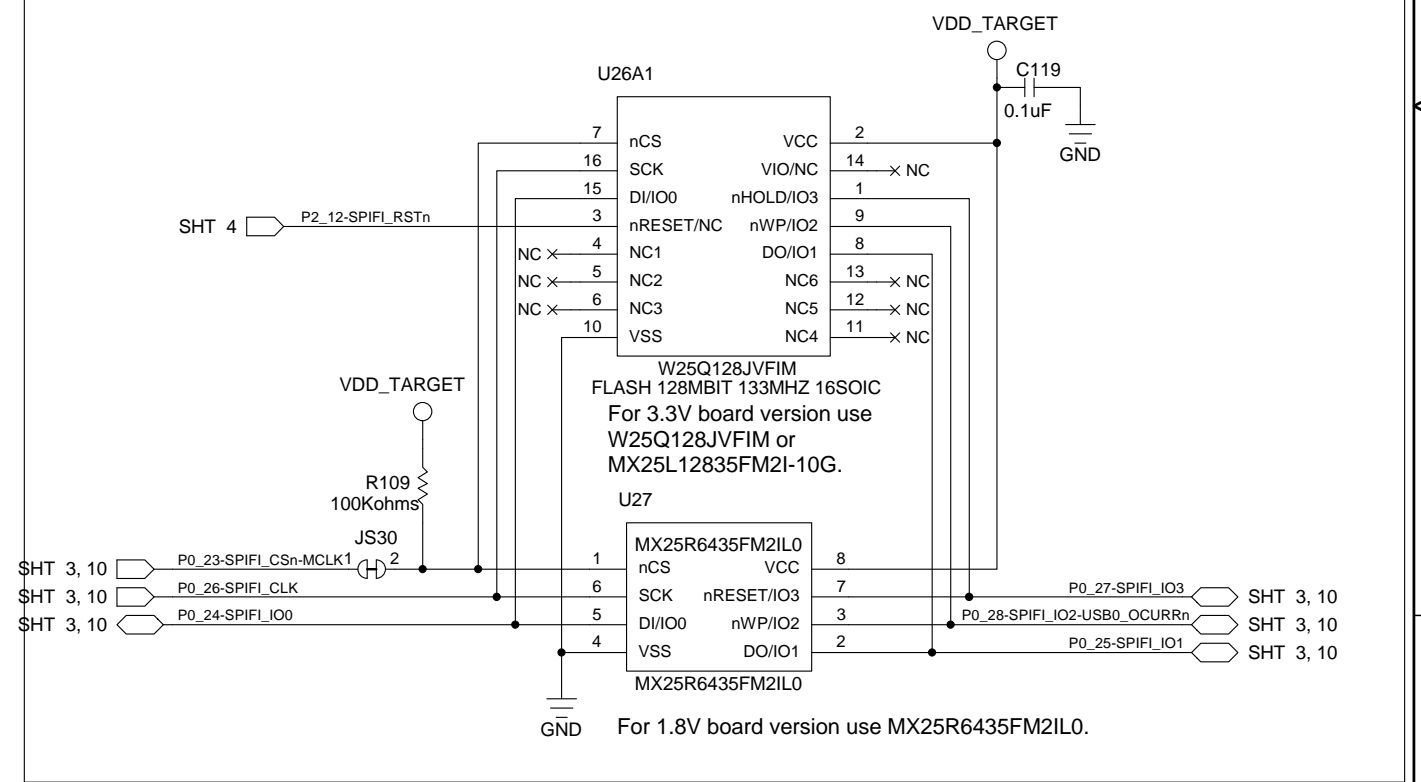 VDD_TARGET
C119
0.1uF
GND
U26A1
7 nCS VCC 2
16 SCK VIO/NC 14 NC
15 DI/IO0 nHOLD/IO3 1
SHT 4 P2_12-SPIFI_RSTn 3 nRESET/NC nWP/IO2 9
NC 4 NC1 DO/IO1 8
NC 5 NC2 NC6 13 NC
NC 6 NC3 NC5 12 NC
10 VSS NC4 11 NC
W25Q128JVFIM
FLASH 128MBIT 133MHZ 16SOIC
For 3.3V board version use
W25Q128JVFIM or
MX25L12835FM2I-10G.
VDD_TARGET
R109
100Kohms
JS30
U27
MX25R6435FM2IL0
SHT 3, 10 P0_23-SPIFI_CSn-MCLK 1 2 1 nCS VCC 8
SHT 3, 10 P0_26-SPIFI_CLK 6 SCK nRESET/IO3 7 P0_27-SPIFI_IO3 SHT 3, 10
SHT 3, 10 P0_24-SPIFI_IO0 5 DI/IO0 nWP/IO2 3 P0_28-SPIFI_IO2-USB0_OCURRn SHT 3, 10
4 VSS DO/IO1 2 P0_25-SPIFI_IO1 SHT 3, 10
MX25R6435FM2IL0
GND
For 1.8V board version use MX25R6435FM2IL0.